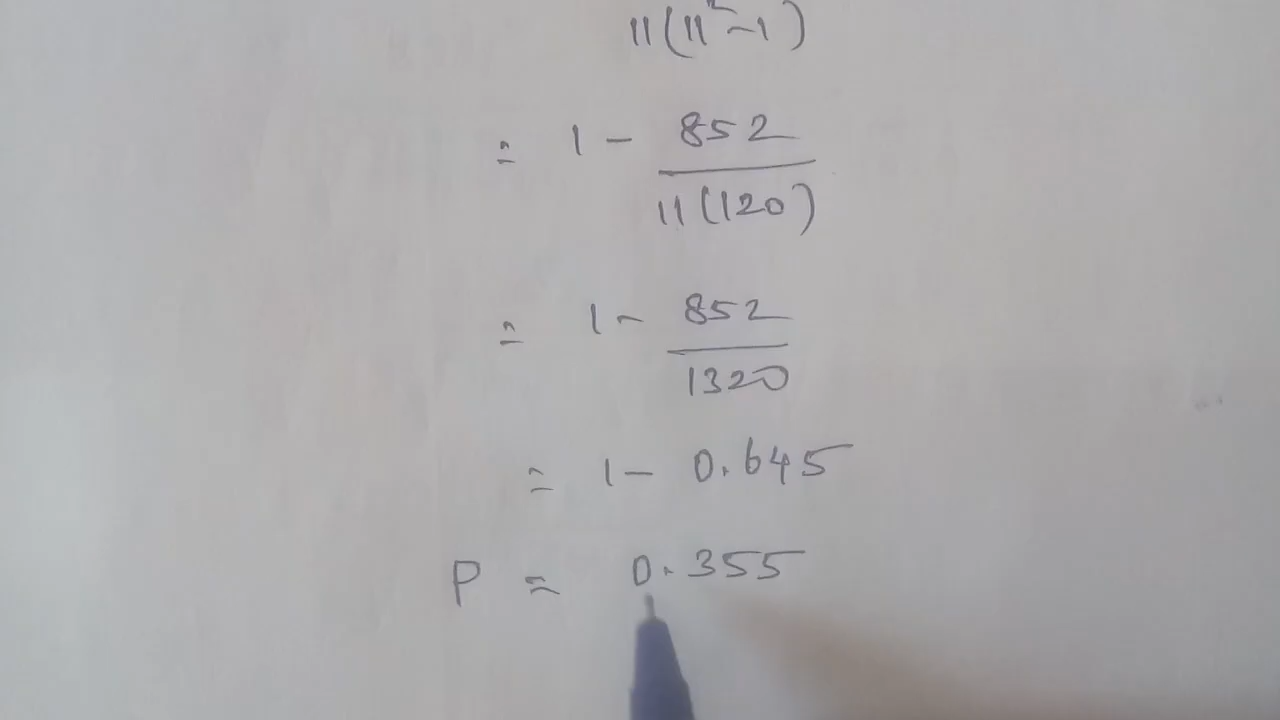 11(11²-1)
= 1 - 852
11(120)
= 1 - 852
1320
= 1 - 0.645
P = 0.355